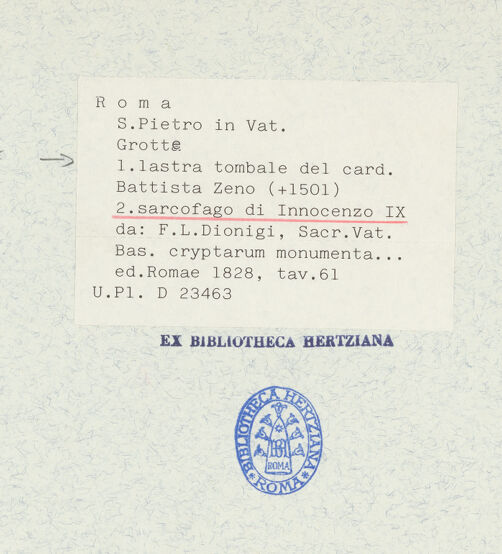 R o m a
S.Pietro in Vat.
Grotte
1.lastra tombale del card.
Battista Zeno (+1501)
2.sarcofago di Innocenzo IX
da: F.L.Dionigi, Sacr.Vat.
Bas. cryptarum monumenta...
ed.Romae 1828, tav.61
U.Pl. D 23463
EX BIBLIOTHECA HERTZIANA
BIBLIOTHECA HERTZIANA
ROMA
* ROMA *